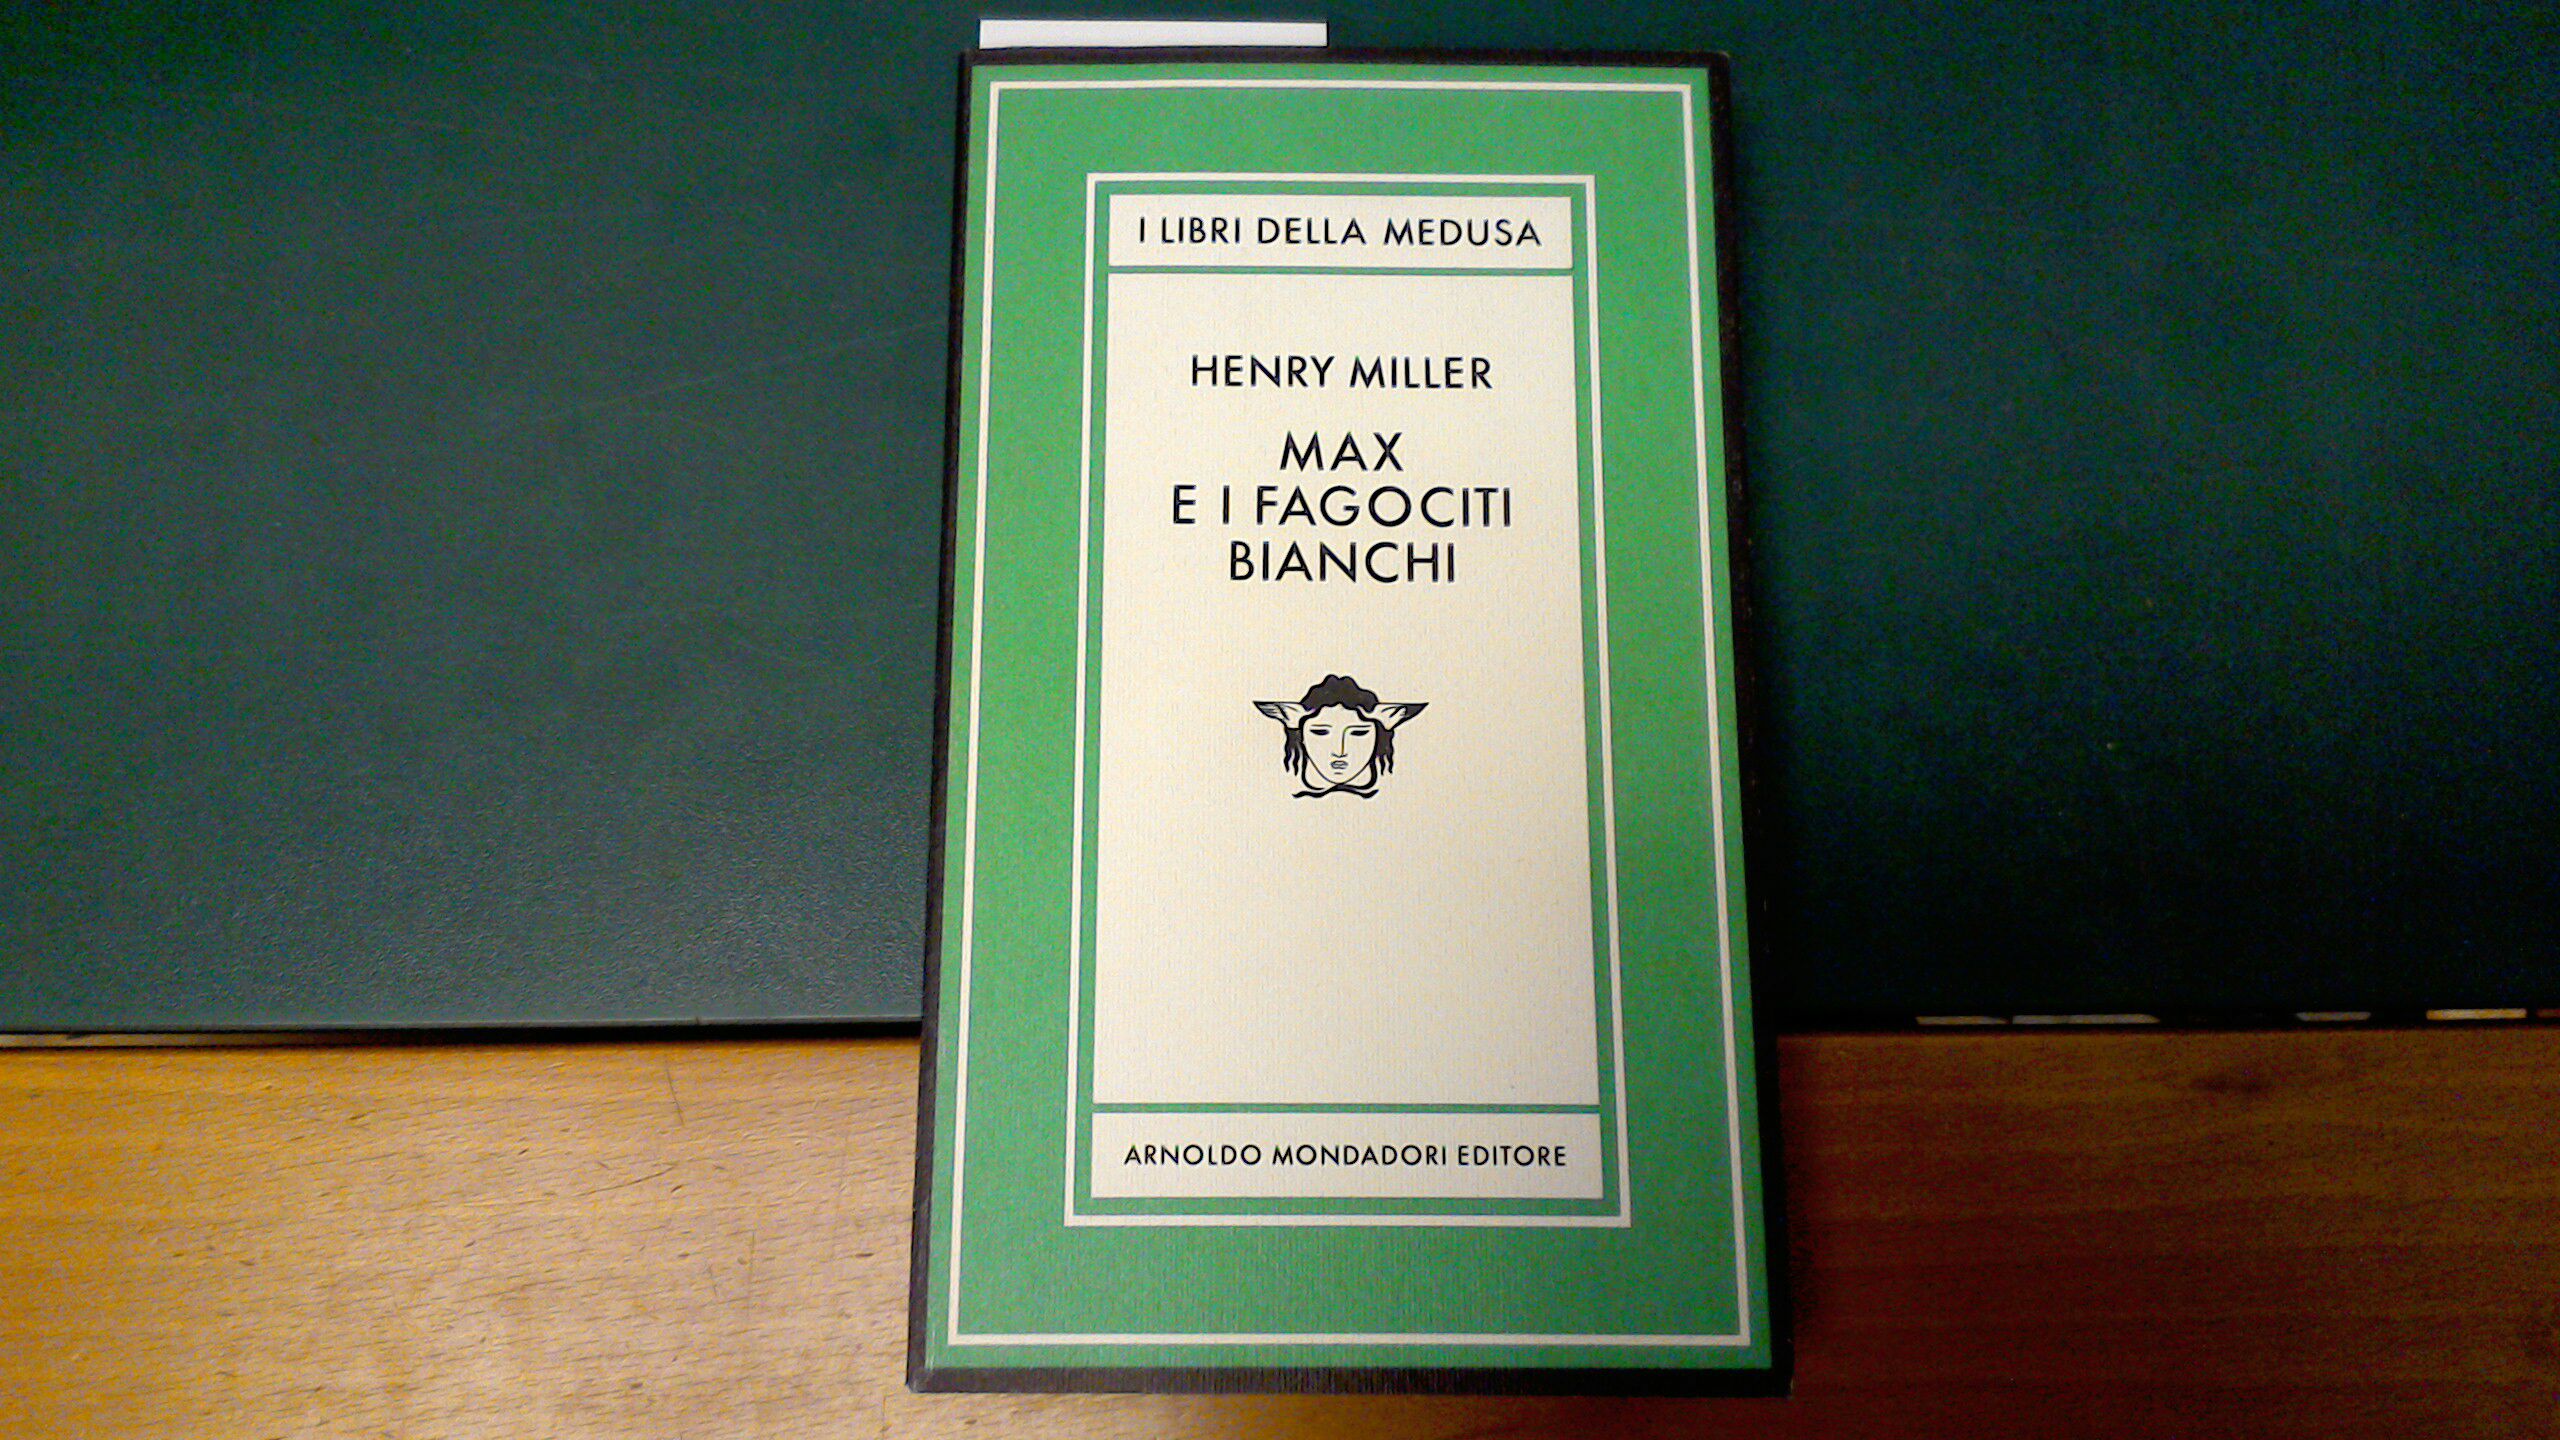 I LIBRI DELLA MEDUSA
HENRY MILLER
MAX
E I FAGOCITI
BIANCHI
ARNOLDO MONDADORI EDITORE